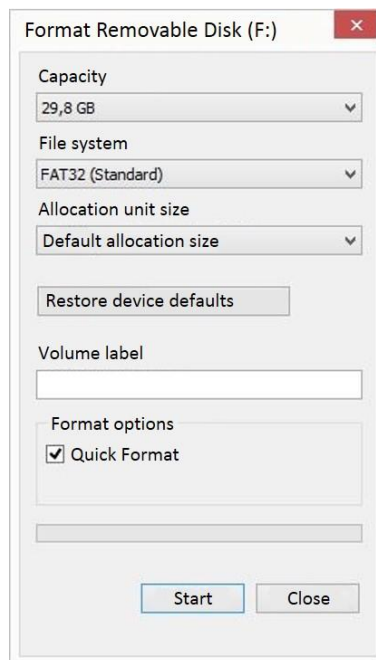 Format Removable Disk (F:)
Capacity
29,8 GB
File system
FAT32 (Standard)
Allocation unit size
Default allocation size
Restore device defaults
Volume label
Format options
Quick Format
Start Close